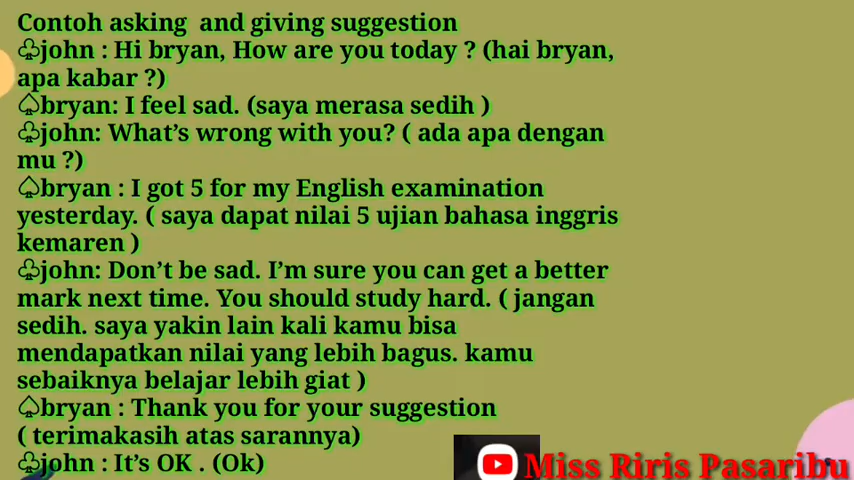 Contoh asking and giving suggestion
♧john : Hi bryan, How are you today ? (hai bryan,
apa kabar ?)
♤bryan: I feel sad. (saya merasa sedih )
♧john: What's wrong with you? ( ada apa dengan
mu ?)
♤bryan : I got 5 for my English examination
yesterday. ( saya dapat nilai 5 ujian bahasa inggris
kemaren )
♧john: Don't be sad. I'm sure you can get a better
mark next time. You should study hard. ( jangan
sedih. saya yakin lain kali kamu bisa
mendapatkan nilai yang lebih bagus. kamu
sebaiknya belajar lebih giat )
♤bryan : Thank you for your suggestion
( terimakasih atas sarannya)
♧john : It's OK . (Ok)
Miss Riris Pasaribu